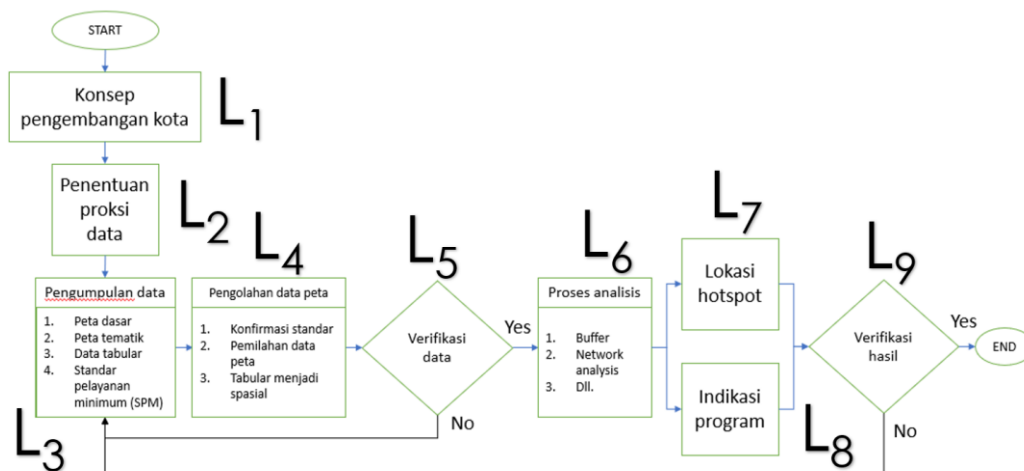 START
Konsep
pengembangan kota
L1
Penentuan
proksi
data
L2
Pengumpulan data
1. Peta dasar
2. Peta tematik
3. Data tabular
4. Standar
pelayanan
minimum (SPM)
L3
L4
Pengolahan data peta
1. Konfirmasi standar
2. Pemilahan data
peta
3. Tabular menjadi
spasial
L5
Verifikasi
data
Yes
No
L6
Proses analisis
1. Buffer
2. Network
analysis
3. Dll.
L7
Lokasi
hotspot
Indikasi
program
L8
L9
Verifikasi
hasil
Yes
No
END